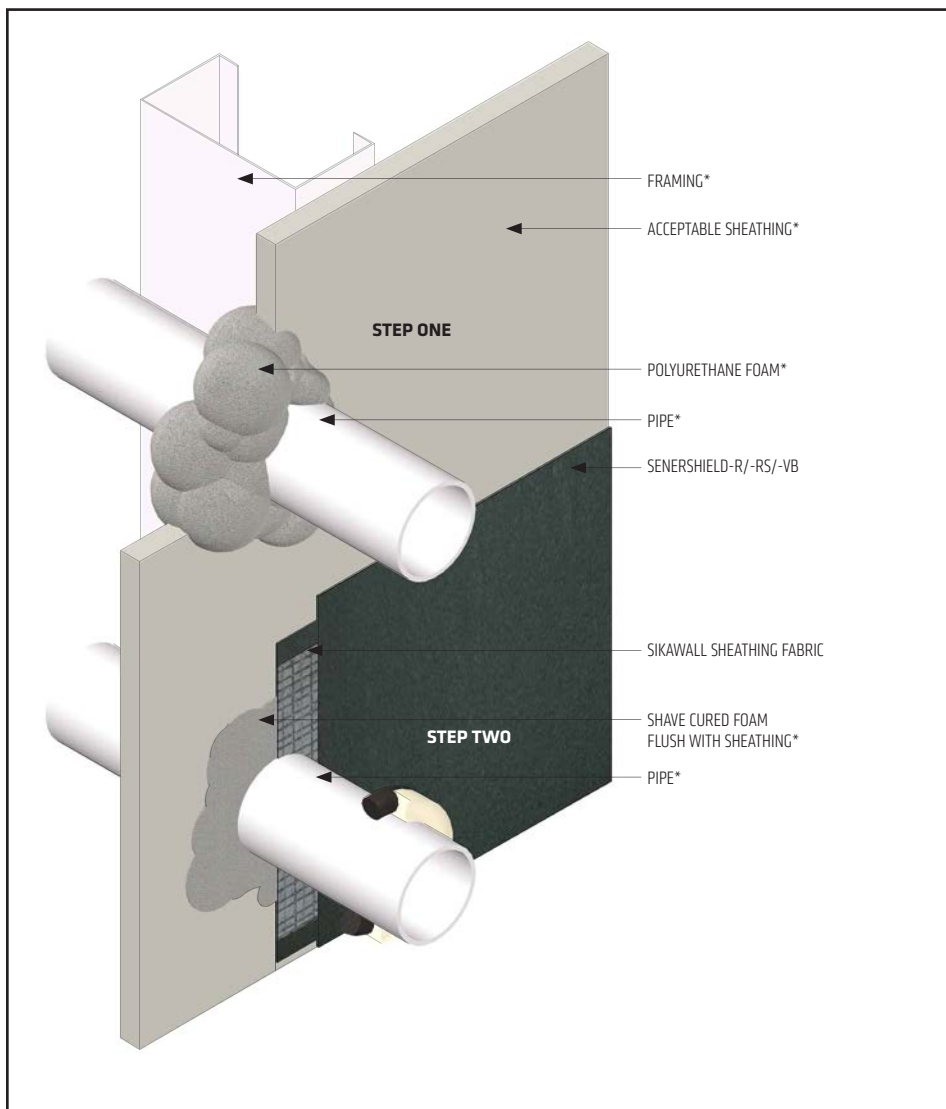 FRAMING*
ACCEPTABLE SHEATHING*
STEP ONE
POLYURETHANE FOAM*
PIPE*
SENERSHIELD-R/-RS/-VB
SIKAWALL SHEATHING FABRIC
SHAVE CURED FOAM
FLUSH WITH SHEATHING*
STEP TWO
PIPE*